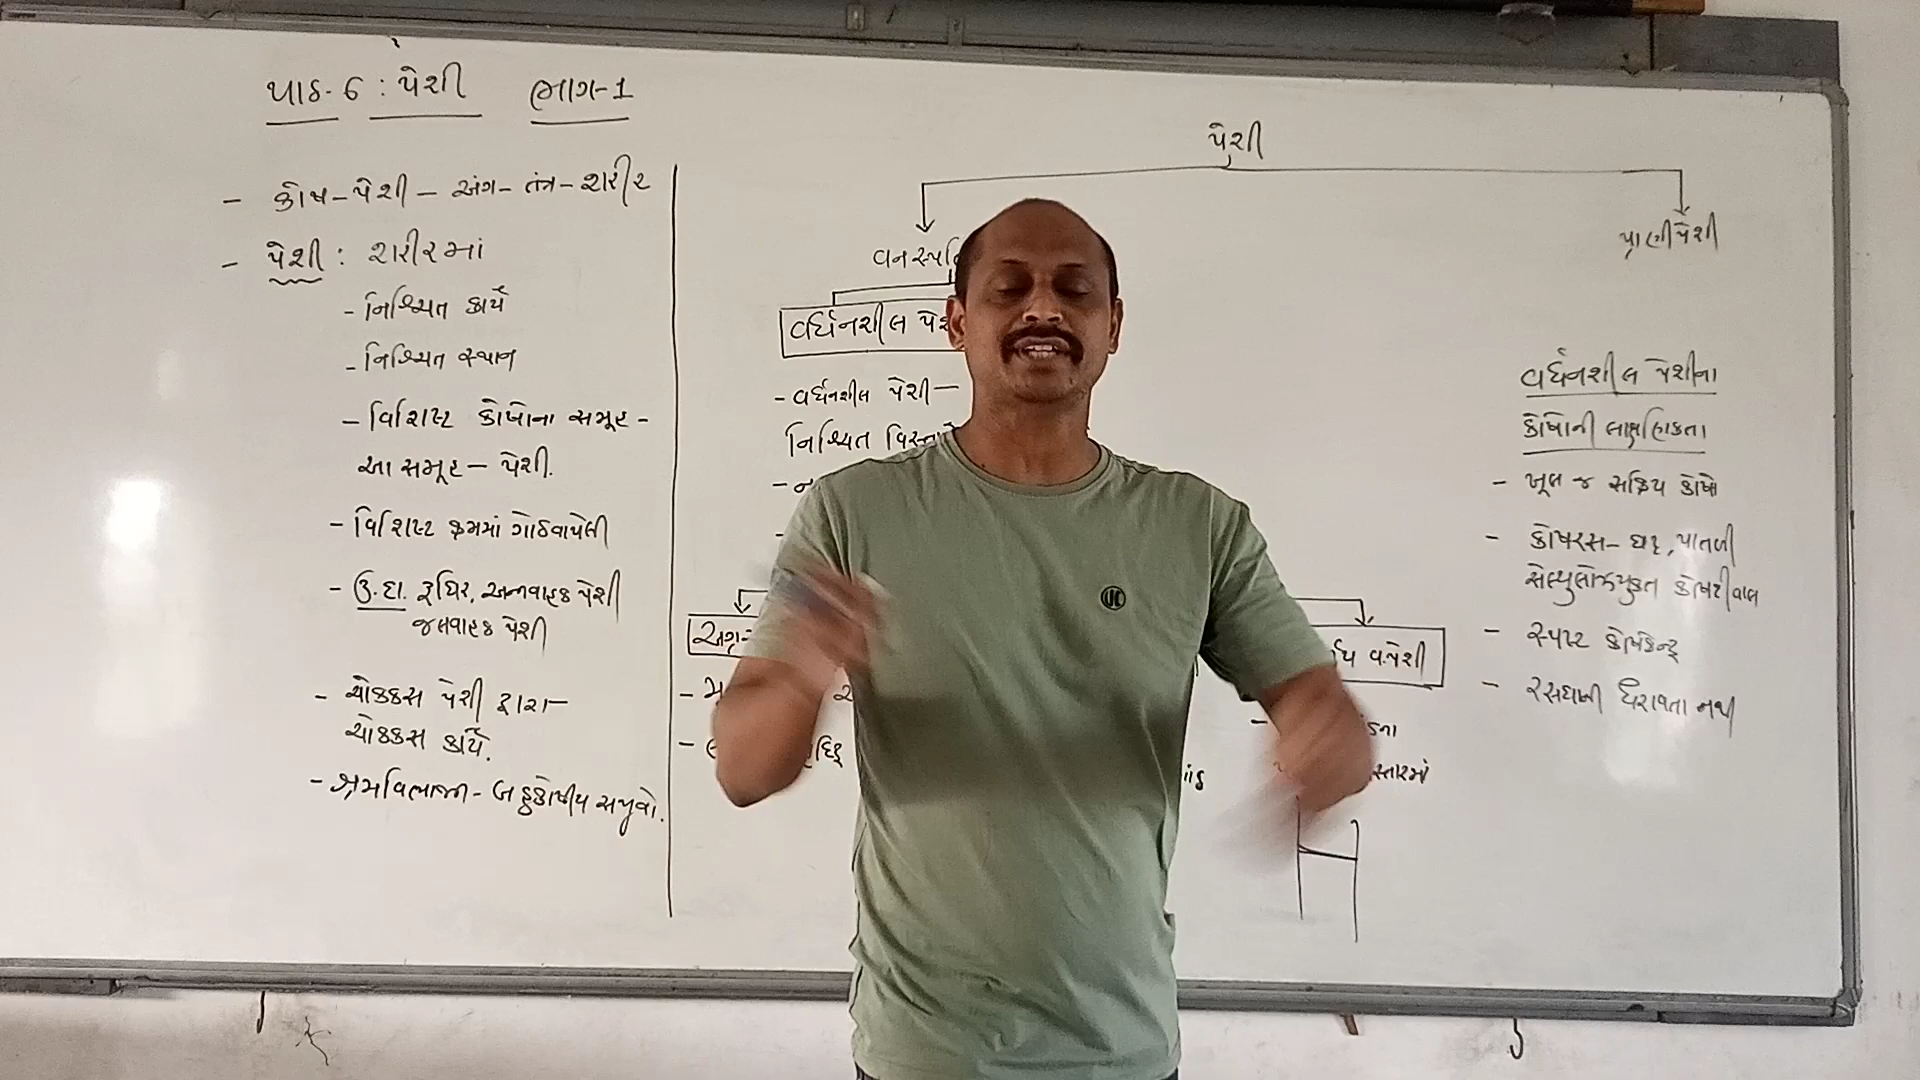 પાઠ-6 : પેશી ભાગ-1
- કોષ-પેશી-અંગ-તંત્ર-શરીર
- પેશી : શરીરમાં
- નિશ્ચિત કાર્ય
- નિશ્ચિત સ્થાન
- વિશિષ્ટ કોષોના સમૂહ-
આ સમૂહ - પેશી.
- વિશિષ્ટ ક્રમમાં ગોઠવાયેલી
- ઉ.દા. રૂધિર, અન્નવાહક પેશી
જલવાહક પેશી
- ચોક્કસ પેશી દ્વારા-
ચોક્કસ કાર્ય.
- શ્રમવિભાજન - બહુકોષીય સજીવો.
પેશી
પ્રાણીપેશી
- વર્ધનશીલ પેશી-
નિશ્ચિત
વ.પેશી
વર્ધનશીલ પેશીના
કોષોની લાક્ષણિકતા
- ખૂબ જ સક્રિય કોષો
- કોષરસ- ઘટ્ટ, પાતળી
સેલ્યુલોઝયુક્ત કોષદીવાલ
- સ્પષ્ટ કોષકેન્દ્ર
- રસધાની ધરાવતા નથી